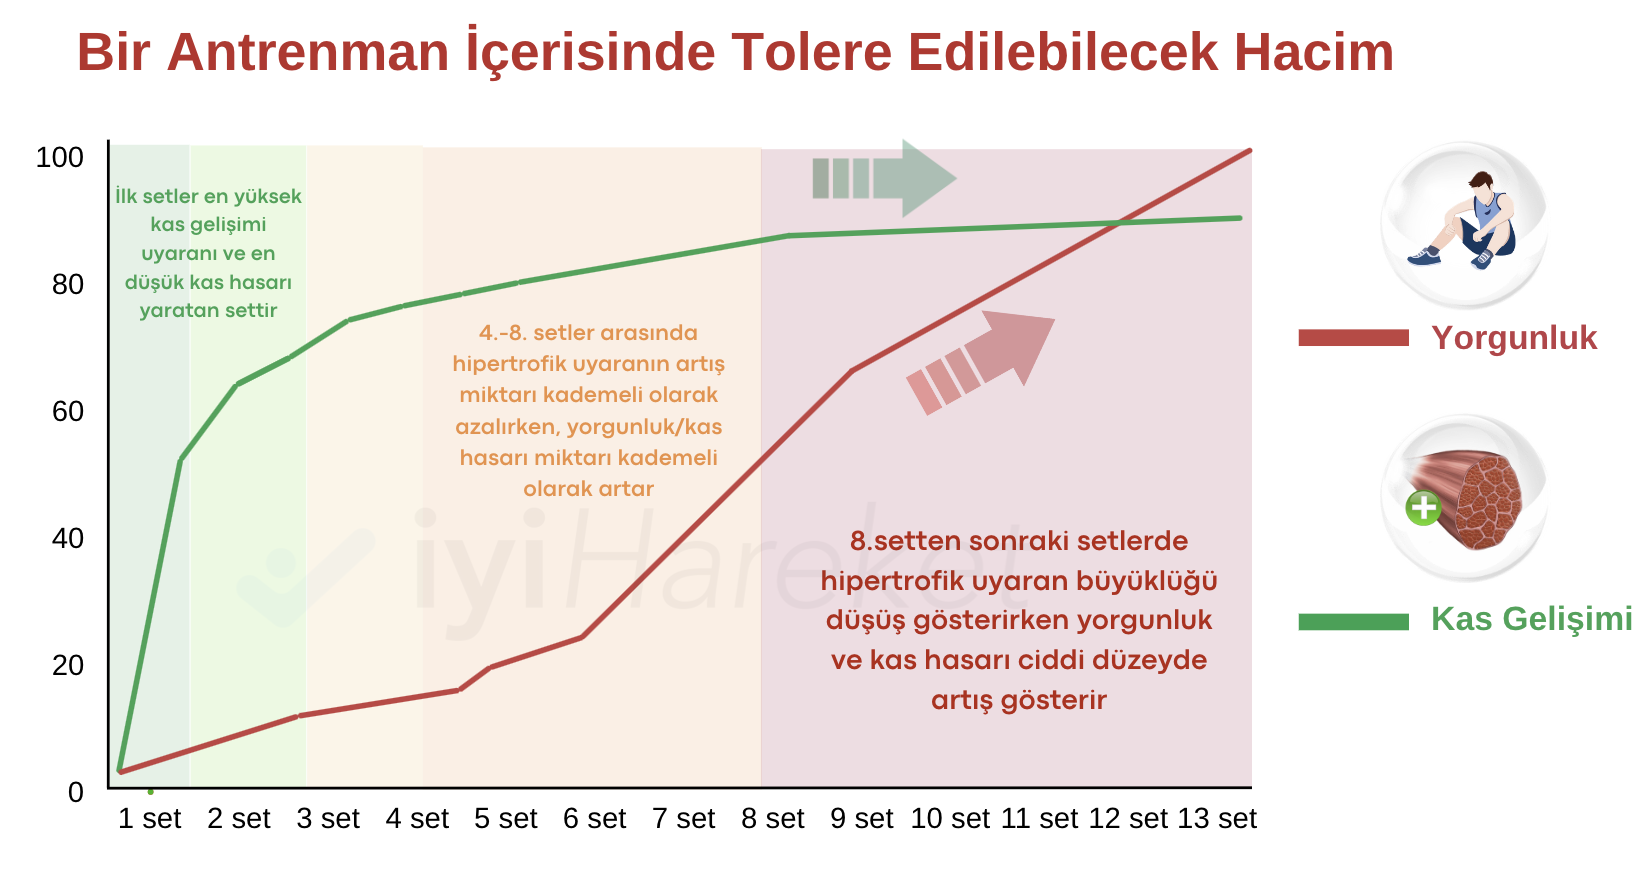 Bir Antrenman İçerisinde Tolere Edilebilecek Hacim
100
80
60
40
20
0
İlk setler en yüksek
kas gelişimi
uyaranı ve en
düşük kas hasarı
yaratan settir
4.-8. setler arasında
hipertrofik uyaranın artış
miktarı kademeli olarak
azalırken, yorgunluk/kas
hasarı miktarı kademeli
olarak artar
iyiHareket
8.setten sonraki setlerde
hipertrofik uyaran büyüklüğü
düşüş gösterirken yorgunluk
ve kas hasarı ciddi düzeyde
artış gösterir
1 set 2 set 3 set 4 set 5 set 6 set 7 set 8 set 9 set 10 set 11 set 12 set 13 set
Yorgunluk
Kas Gelişimi